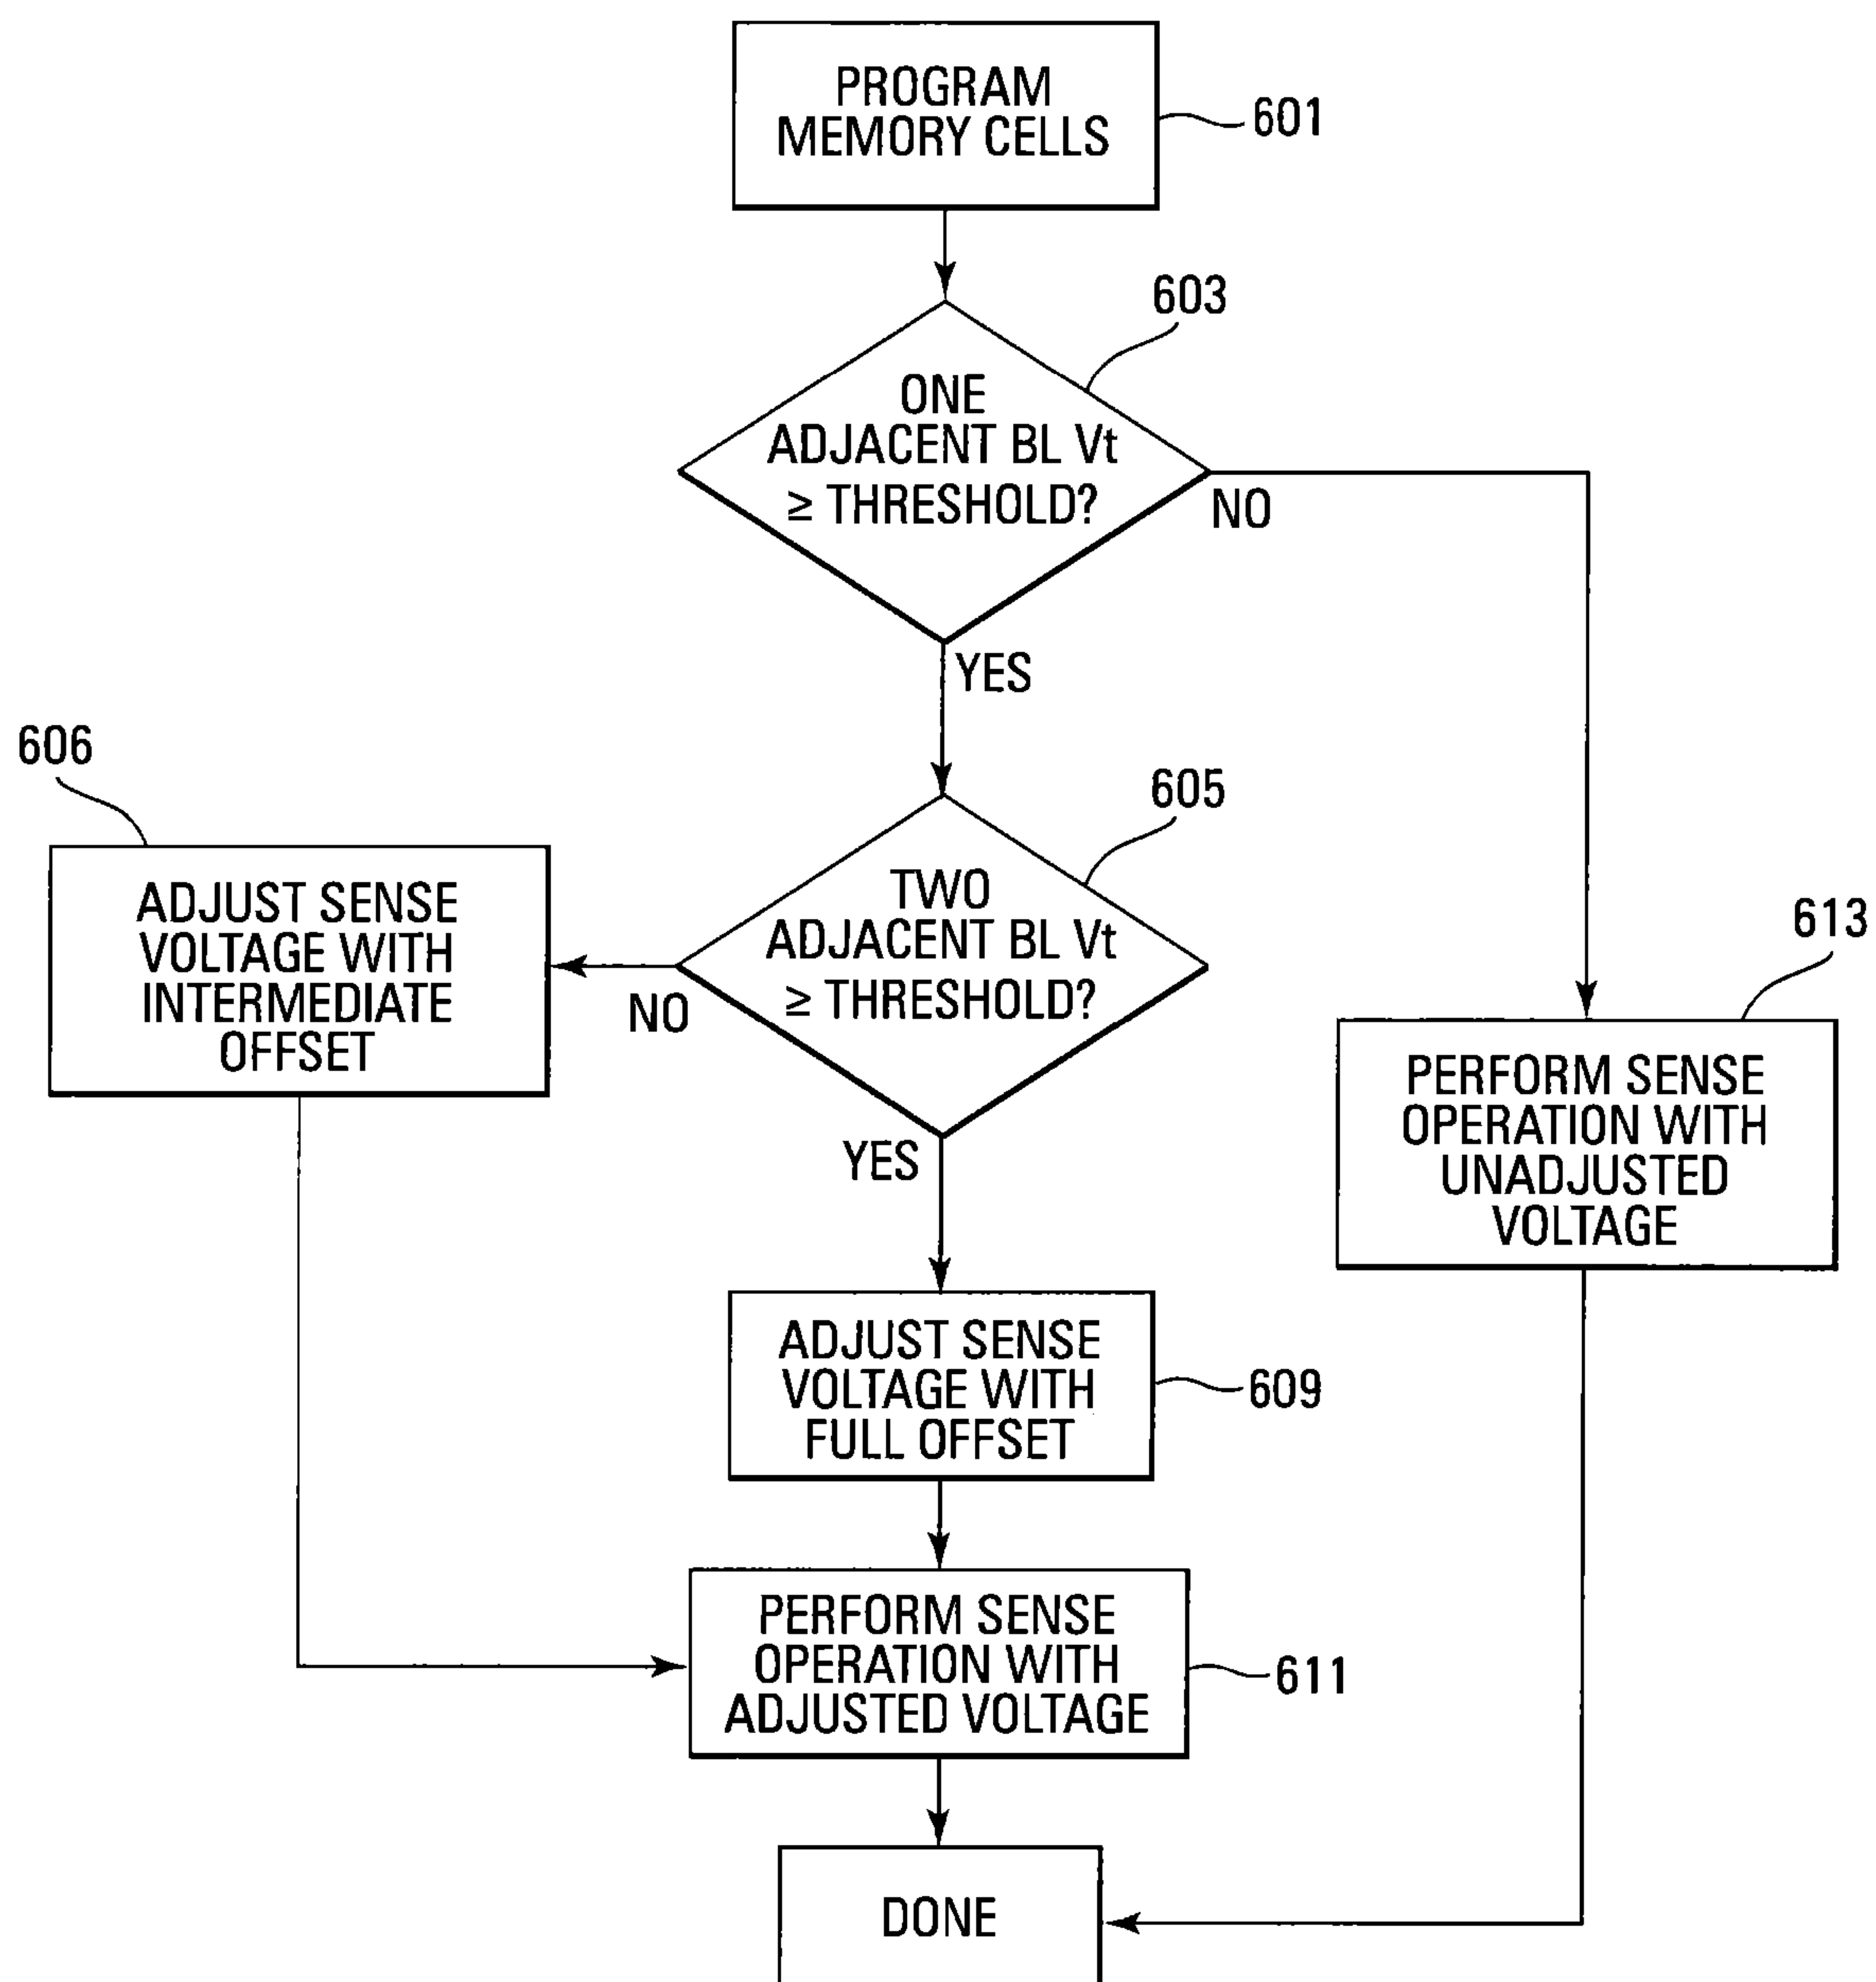 PROGRAM
MEMORY CELLS
601
603
ONE
ADJACENT BL Vt
≥ THRESHOLD?
NO
YES
606
605
ADJUST SENSE
VOLTAGE WITH
INTERMEDIATE
OFFSET
TWO
ADJACENT BL Vt
≥ THRESHOLD?
NO
YES
613
PERFORM SENSE
OPERATION WITH
UNADJUSTED
VOLTAGE
ADJUST SENSE
VOLTAGE WITH
FULL OFFSET
609
PERFORM SENSE
OPERATION WITH
ADJUSTED VOLTAGE
611
DONE